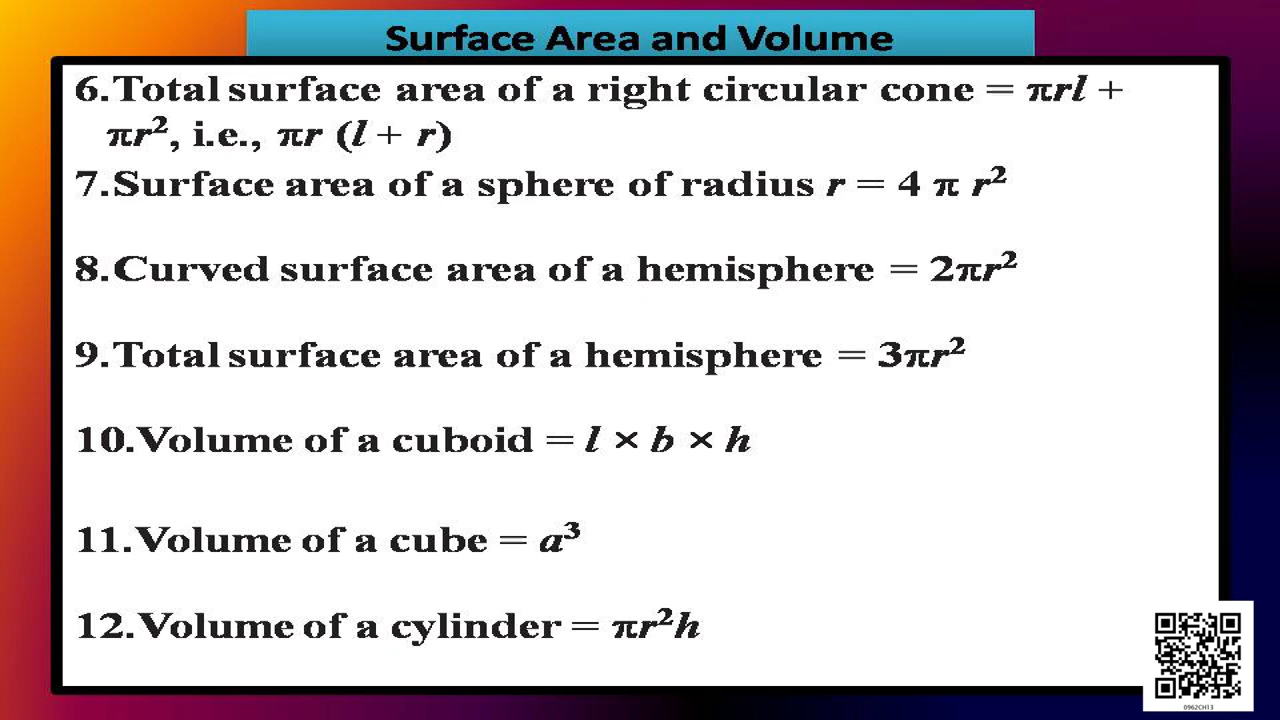 Surface Area and Volume
6.Total surface area of a right circular cone = πrl +
πr², i.e., πr (l + r)
7.Surface area of a sphere of radius r = 4 π r²
8.Curved surface area of a hemisphere = 2πr²
9.Total surface area of a hemisphere = 3πr²
10.Volume of a cuboid = l × b × h
11.Volume of a cube = a³
12.Volume of a cylinder = πr²h
0962CH13